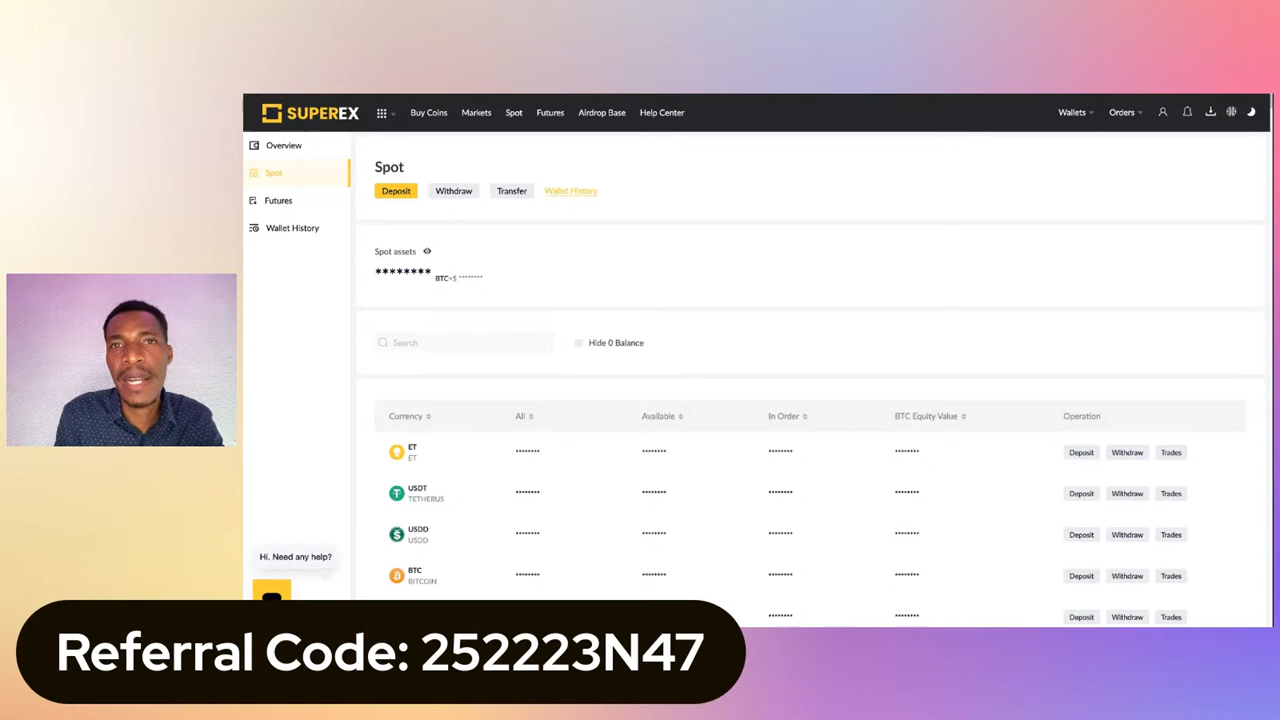 SUPEREX Buy Coins Markets Spot Futures Airdrop Base Help Center Wallets Orders
Overview
Spot
Futures
Wallet History
Spot
Deposit Withdraw Transfer Wallet History
Spot assets
******** BTC≈$ ********
Search Hide 0 Balance
Currency All Available In Order BTC Equity Value Operation
ET
ET
******** ******** ******** ******** Deposit Withdraw Trades
USDT
TETHERUS
******** ******** ******** ******** Deposit Withdraw Trades
USDD
USDD
******** ******** ******** ******** Deposit Withdraw Trades
BTC
BITCOIN
******** ******** ******** ******** Deposit Withdraw Trades
******** ******** Deposit Withdraw Trades
Hi. Need any help?
Referral Code: 252223N47